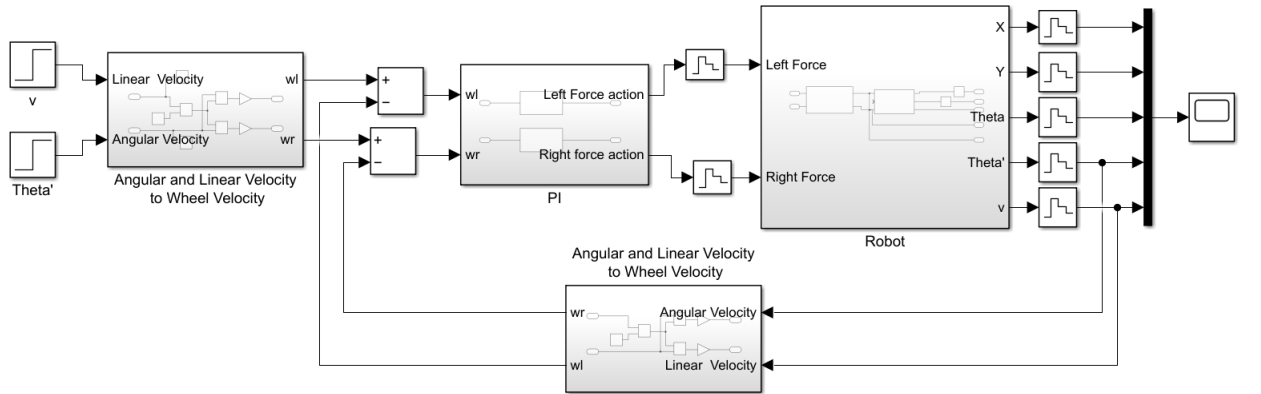 v
Theta'
Linear Velocity
Angular Velocity
wl
wr
Angular and Linear Velocity
to Wheel Velocity
+
−
+
−
wl
wr
Left Force action
Right force action
PI
Left Force
Right Force
X
Y
Theta
Theta'
v
Robot
Angular and Linear Velocity
to Wheel Velocity
wr
wl
Angular Velocity
Linear Velocity